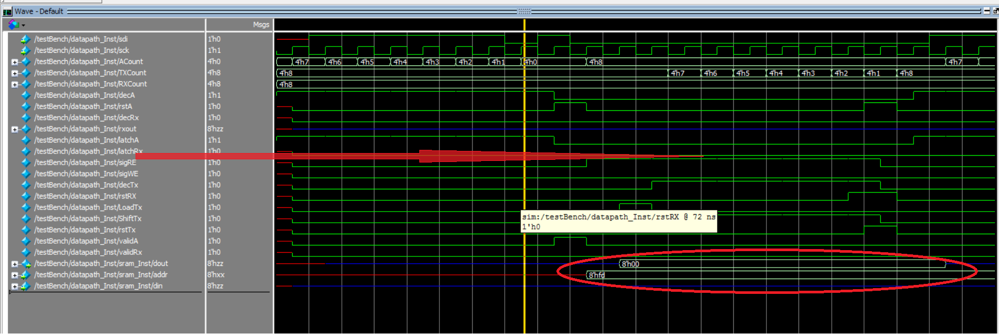 Wave - Default
Msgs
/testBench/datapath_Inst/sdi 1'h0
/testBench/datapath_Inst/sck 1'h1
/testBench/datapath_Inst/ACount 4'h0 4'h7 4'h6 4'h5 4'h4 4'h3 4'h2 4'h1 4'h0 4'h8 4'h7
/testBench/datapath_Inst/TXCount 4'h8 4'h8 4'h7 4'h6 4'h5 4'h4 4'h3 4'h2 4'h1 4'h8
/testBench/datapath_Inst/RXCount 4'h8 4'h8
/testBench/datapath_Inst/decA 1'h1
/testBench/datapath_Inst/rstA 1'h0
/testBench/datapath_Inst/decRx 1'h0
/testBench/datapath_Inst/rxout 8'hzz
/testBench/datapath_Inst/latchA 1'h1
/testBench/datapath_Inst/latchRx 1'h0
/testBench/datapath_Inst/sigRE 1'h0
/testBench/datapath_Inst/sigWE 1'h0
/testBench/datapath_Inst/decTx 1'h0
/testBench/datapath_Inst/rstRX 1'h0
/testBench/datapath_Inst/LoadTx 1'h0
/testBench/datapath_Inst/ShiftTx 1'h0
sim:/testBench/datapath_Inst/rstRX @ 72 ns
1'h0
/testBench/datapath_Inst/rstTx 1'h0
/testBench/datapath_Inst/validA 1'h0
/testBench/datapath_Inst/validRx 1'h0
/testBench/datapath_Inst/sram_Inst/dout 8'hzz 8'h00
/testBench/datapath_Inst/sram_Inst/addr 8'hxx 8'hfd
/testBench/datapath_Inst/sram_Inst/din 8'hzz